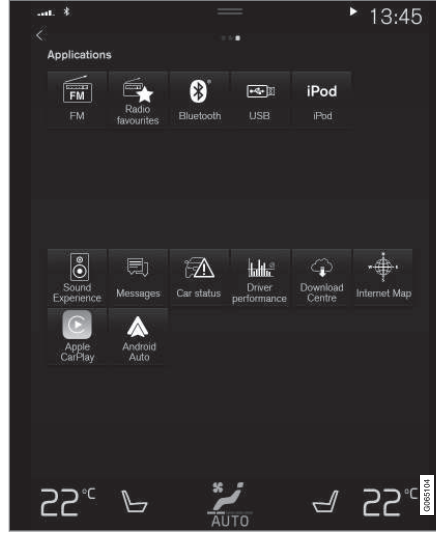 13:45
Applications
FM
iPod
FM
Radio
favourites
Bluetooth
USB
iPod
Sound
Experience
Messages
Car status
Driver
performance
Download
Centre
Internet Map
Apple
CarPlay
Android
Auto
22°C
AUTO
22°C
G065104